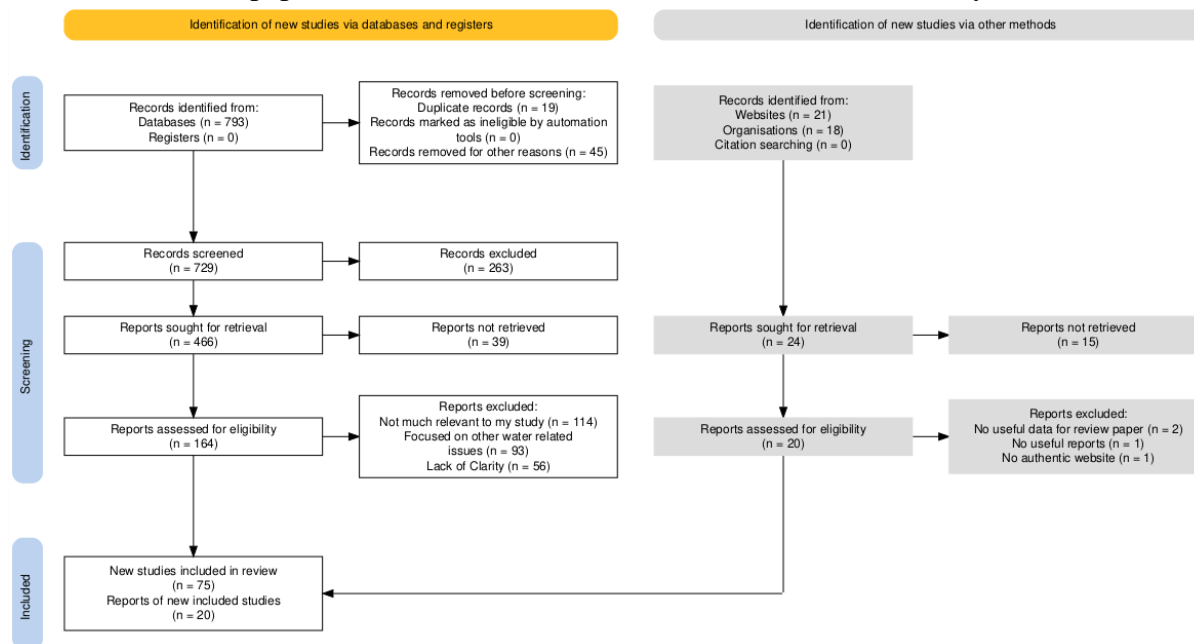 Identification of new studies via databases and registers
Identification of new studies via other methods
Identification
Records identified from:
Databases (n = 793)
Registers (n = 0)
Records removed before screening:
Duplicate records (n = 19)
Records marked as ineligible by automation
tools (n = 0)
Records removed for other reasons (n = 45)
Records identified from:
Websites (n = 21)
Organisations (n = 18)
Citation searching (n = 0)
Screening
Records screened
(n = 729)
Records excluded
(n = 263)
Reports sought for retrieval
(n = 466)
Reports not retrieved
(n = 39)
Reports sought for retrieval
(n = 24)
Reports not retrieved
(n = 15)
Reports assessed for eligibility
(n = 164)
Reports excluded:
Not much relevant to my study (n = 114)
Focused on other water related
issues (n = 93)
Lack of Clarity (n = 56)
Reports assessed for eligibility
(n = 20)
Reports excluded:
No useful data for review paper (n = 2)
No useful reports (n = 1)
No authentic website (n = 1)
Included
New studies included in review
(n = 75)
Reports of new included studies
(n = 20)